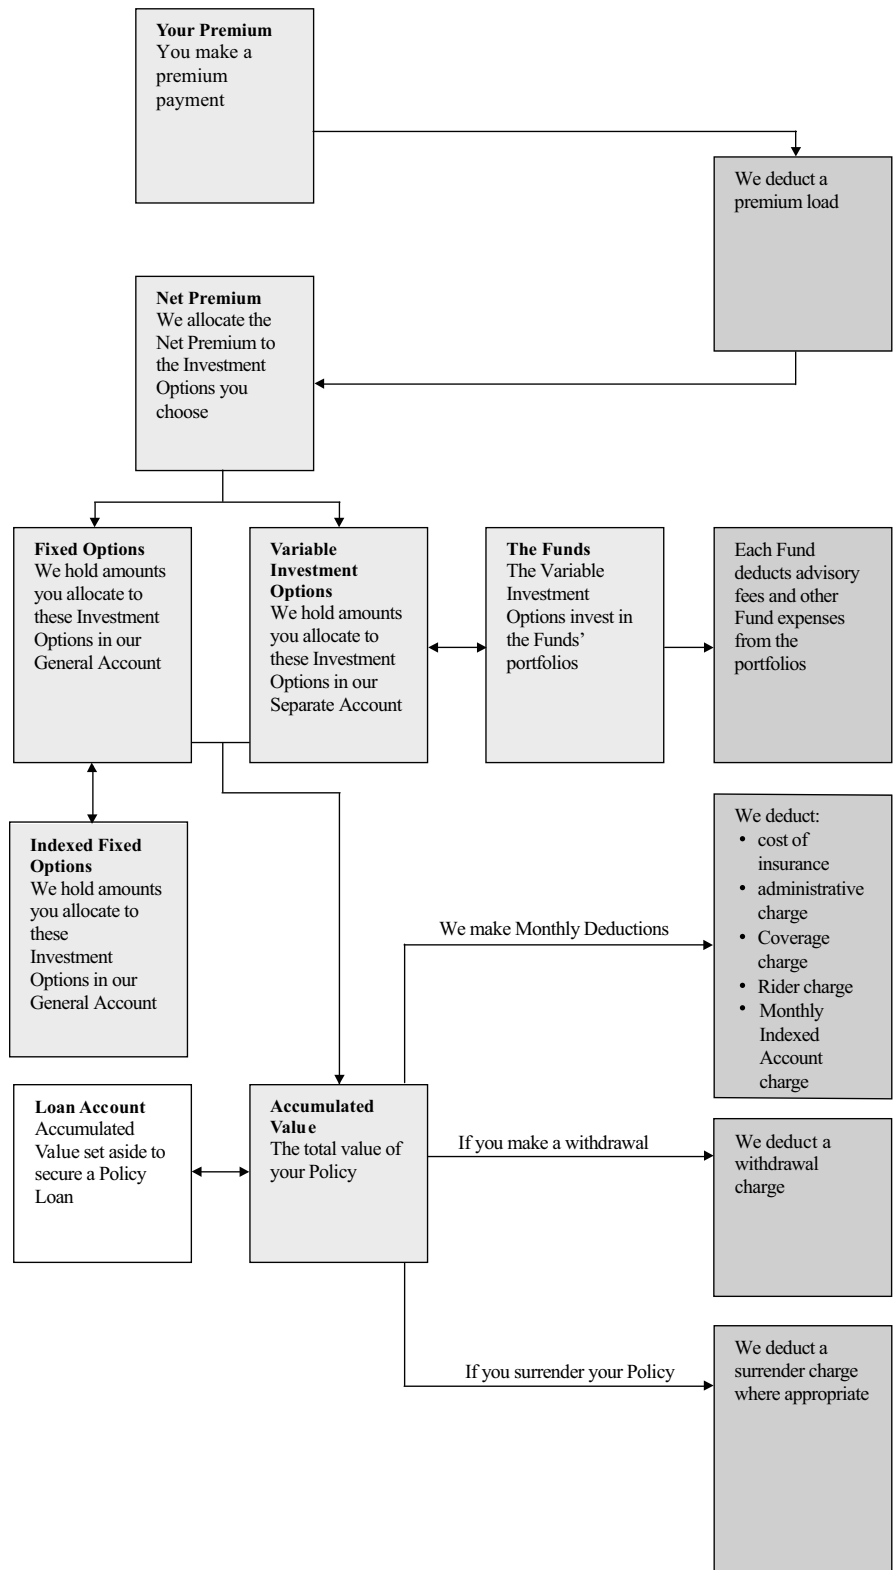 Your Premium
You make a
premium
payment
We deduct a
premium load
Net Premium
We allocate the
Net Premium to
the Investment
Options you
choose
Fixed Options
We hold amounts
you allocate to
these Investment
Options in our
General Account
Variable
Investment
Options
We hold amounts
you allocate to
these Investment
Options in our
Separate Account
The Funds
The Variable
Investment
Options invest in
the Funds’
portfolios
Each Fund
deducts advisory
fees and other
Fund expenses
from the
portfolios
Indexed Fixed
Options
We hold amounts
you allocate to
these
Investment
Options in our
General Account
We make Monthly Deductions
We deduct:
• cost of
insurance
• administrative
charge
• Coverage
charge
• Rider charge
• Monthly
Indexed
Account
charge
Loan Account
Accumulated
Value set aside to
secure a Policy
Loan
Accumulated
Value
The total value of
your Policy
If you make a withdrawal
We deduct a
withdrawal
charge
If you surrender your Policy
We deduct a
surrender charge
where appropriate